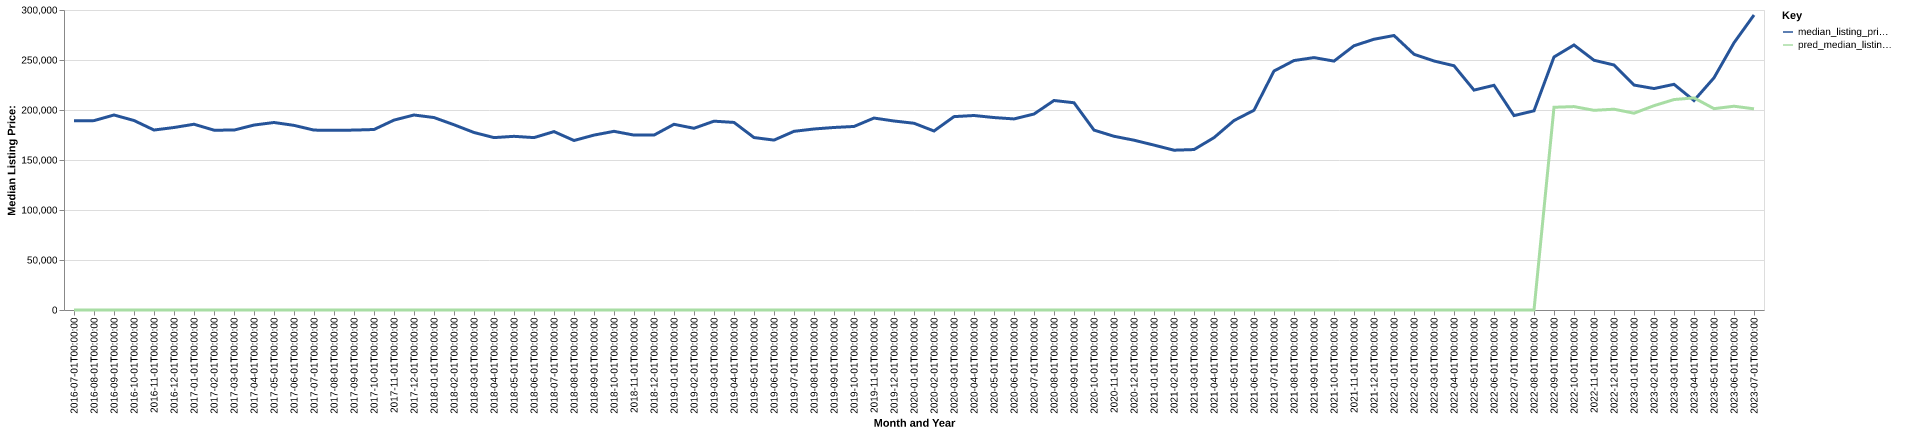 300,000
250,000
200,000
150,000
100,000
50,000
0
Median Listing Price:
2016-07-01T00:00:00
2016-08-01T00:00:00
2016-09-01T00:00:00
2016-10-01T00:00:00
2016-11-01T00:00:00
2016-12-01T00:00:00
2017-01-01T00:00:00
2017-02-01T00:00:00
2017-03-01T00:00:00
2017-04-01T00:00:00
2017-05-01T00:00:00
2017-06-01T00:00:00
2017-07-01T00:00:00
2017-08-01T00:00:00
2017-09-01T00:00:00
2017-10-01T00:00:00
2017-11-01T00:00:00
2017-12-01T00:00:00
2018-01-01T00:00:00
2018-02-01T00:00:00
2018-03-01T00:00:00
2018-04-01T00:00:00
2018-05-01T00:00:00
2018-06-01T00:00:00
2018-07-01T00:00:00
2018-08-01T00:00:00
2018-09-01T00:00:00
2018-10-01T00:00:00
2018-11-01T00:00:00
2018-12-01T00:00:00
2019-01-01T00:00:00
2019-02-01T00:00:00
2019-03-01T00:00:00
2019-04-01T00:00:00
2019-05-01T00:00:00
2019-06-01T00:00:00
2019-07-01T00:00:00
2019-08-01T00:00:00
2019-09-01T00:00:00
2019-10-01T00:00:00
2019-11-01T00:00:00
2019-12-01T00:00:00
2020-01-01T00:00:00
2020-02-01T00:00:00
2020-03-01T00:00:00
2020-04-01T00:00:00
2020-05-01T00:00:00
2020-06-01T00:00:00
2020-07-01T00:00:00
2020-08-01T00:00:00
2020-09-01T00:00:00
2020-10-01T00:00:00
2020-11-01T00:00:00
2020-12-01T00:00:00
2021-01-01T00:00:00
2021-02-01T00:00:00
2021-03-01T00:00:00
2021-04-01T00:00:00
2021-05-01T00:00:00
2021-06-01T00:00:00
2021-07-01T00:00:00
2021-08-01T00:00:00
2021-09-01T00:00:00
2021-10-01T00:00:00
2021-11-01T00:00:00
2021-12-01T00:00:00
2022-01-01T00:00:00
2022-02-01T00:00:00
2022-03-01T00:00:00
2022-04-01T00:00:00
2022-05-01T00:00:00
2022-06-01T00:00:00
2022-07-01T00:00:00
2022-08-01T00:00:00
2022-09-01T00:00:00
2022-10-01T00:00:00
2022-11-01T00:00:00
2022-12-01T00:00:00
2023-01-01T00:00:00
2023-02-01T00:00:00
2023-03-01T00:00:00
2023-04-01T00:00:00
2023-05-01T00:00:00
2023-06-01T00:00:00
2023-07-01T00:00:00
Month and Year
Key
median_listing_pri…
pred_median_listin…